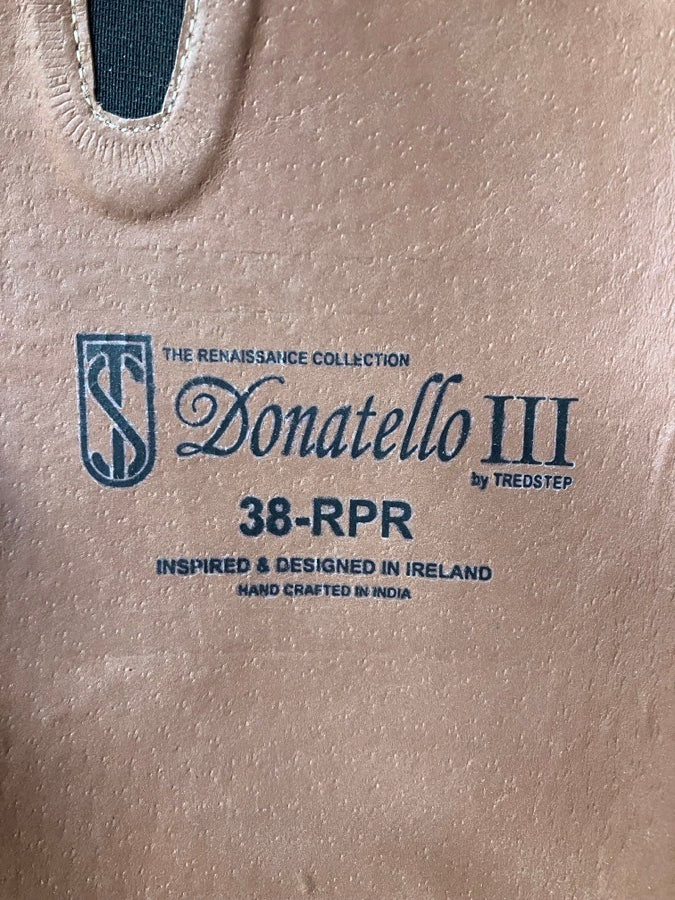 TS
THE RENAISSANCE COLLECTION
Donatello III
by TREDSTEP
38-RPR
INSPIRED & DESIGNED IN IRELAND
HAND CRAFTED IN INDIA